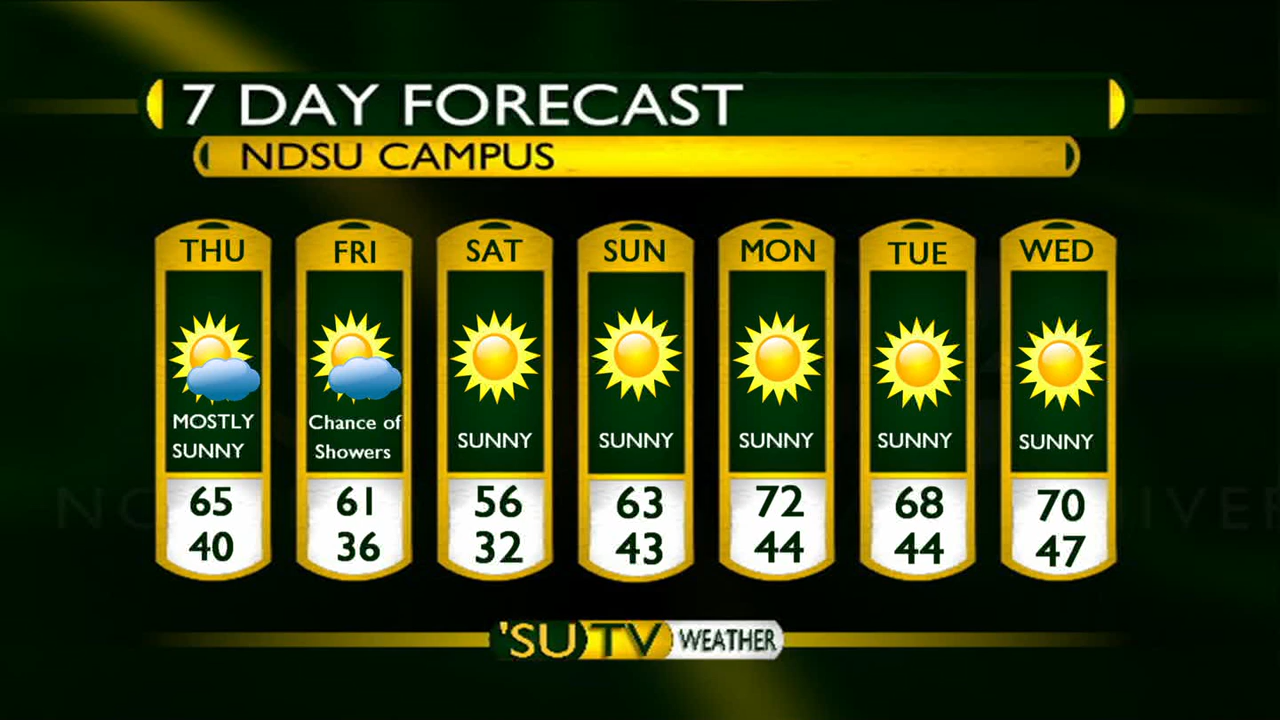 7 DAY FORECAST
NDSU CAMPUS
THU
MOSTLY
SUNNY
65
40
FRI
Chance of
Showers
61
36
SAT
SUNNY
56
32
SUN
SUNNY
63
43
MON
SUNNY
72
44
TUE
SUNNY
68
44
WED
SUNNY
70
47
'SU TV WEATHER